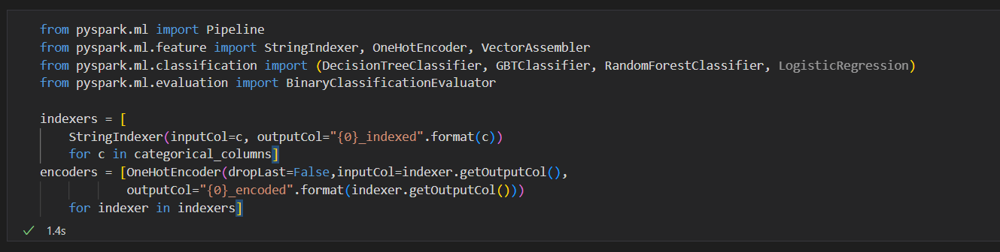 from pyspark.ml import Pipeline
from pyspark.ml.feature import StringIndexer, OneHotEncoder, VectorAssembler
from pyspark.ml.classification import (DecisionTreeClassifier, GBTClassifier, RandomForestClassifier, LogisticRegression)
from pyspark.ml.evaluation import BinaryClassificationEvaluator

indexers = [
    StringIndexer(inputCol=c, outputCol="{0}_indexed".format(c))
    for c in categorical_columns]
encoders = [OneHotEncoder(dropLast=False,inputCol=indexer.getOutputCol(),
            outputCol="{0}_encoded".format(indexer.getOutputCol()))
    for indexer in indexers]
✓ 1.4s